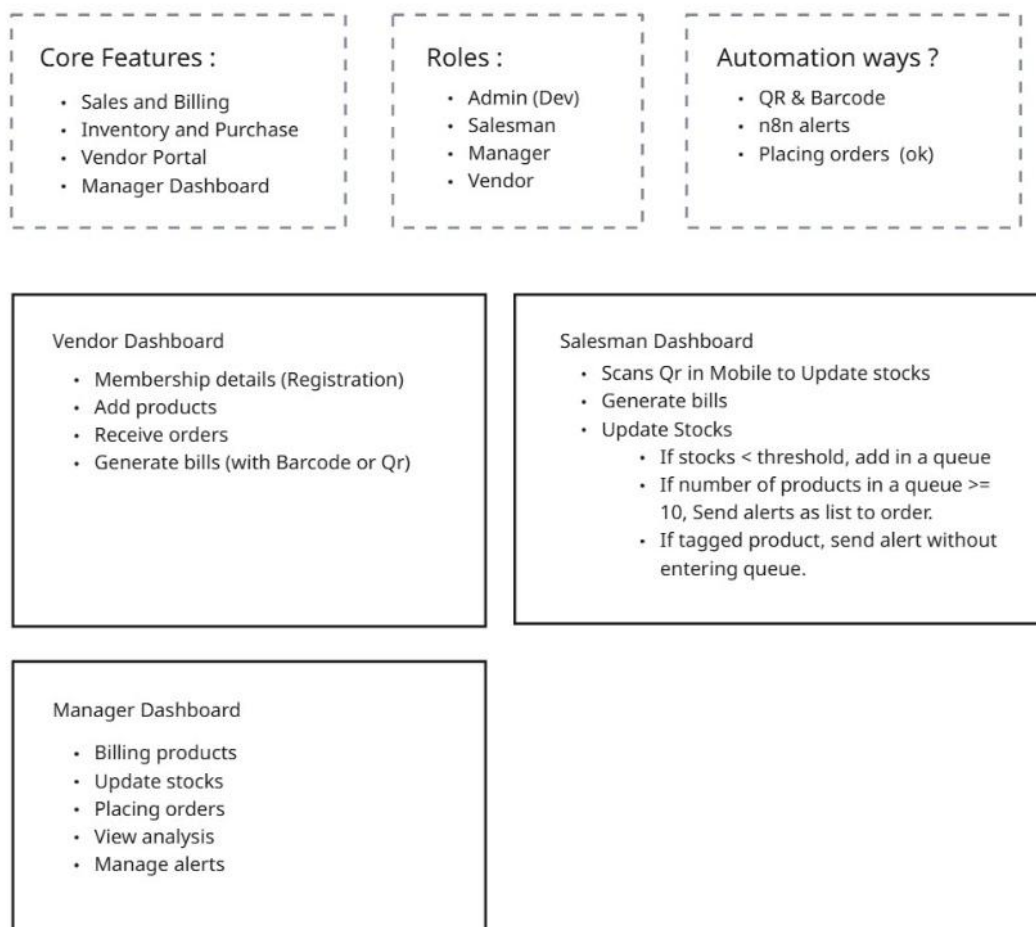 Core Features :
• Sales and Billing
• Inventory and Purchase
• Vendor Portal
• Manager Dashboard
Roles :
• Admin (Dev)
• Salesman
• Manager
• Vendor
Automation ways ?
• QR & Barcode
• n8n alerts
• Placing orders  (ok)
Vendor Dashboard
• Membership details (Registration)
• Add products
• Receive orders
• Generate bills (with Barcode or Qr)
Salesman Dashboard
• Scans Qr in Mobile to Update stocks
• Generate bills
• Update Stocks
• If stocks < threshold, add in a queue
• If number of products in a queue >=
10, Send alerts as list to order.
• If tagged product, send alert without
entering queue.
Manager Dashboard
• Billing products
• Update stocks
• Placing orders
• View analysis
• Manage alerts